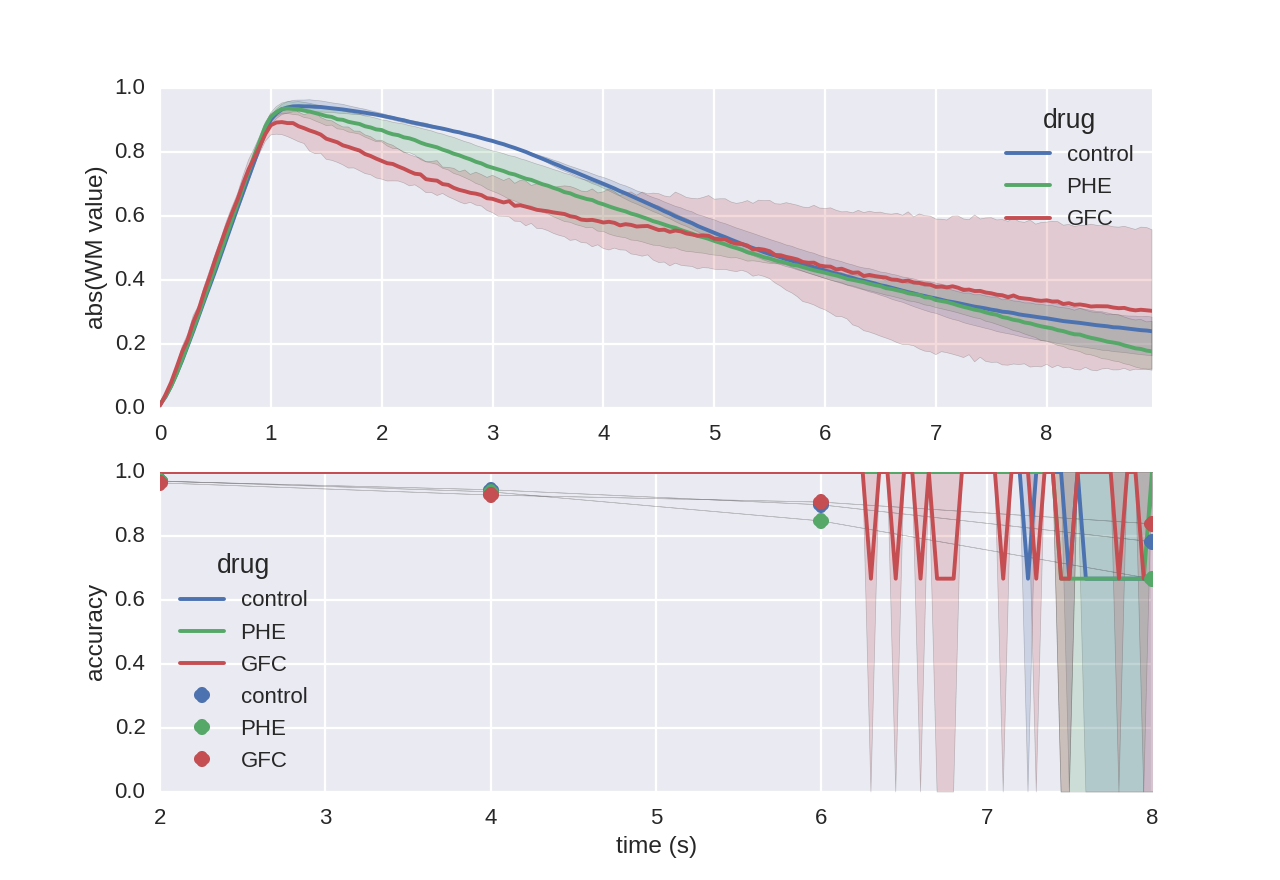 1.0
0.8
0.6
0.4
0.2
0.0
abs(WM value)
drug
control
PHE
GFC
0 1 2 3 4 5 6 7 8
1.0
0.8
0.6
0.4
0.2
0.0
accuracy
drug
control
PHE
GFC
control
PHE
GFC
2 3 4 5 6 7 8
time (s)